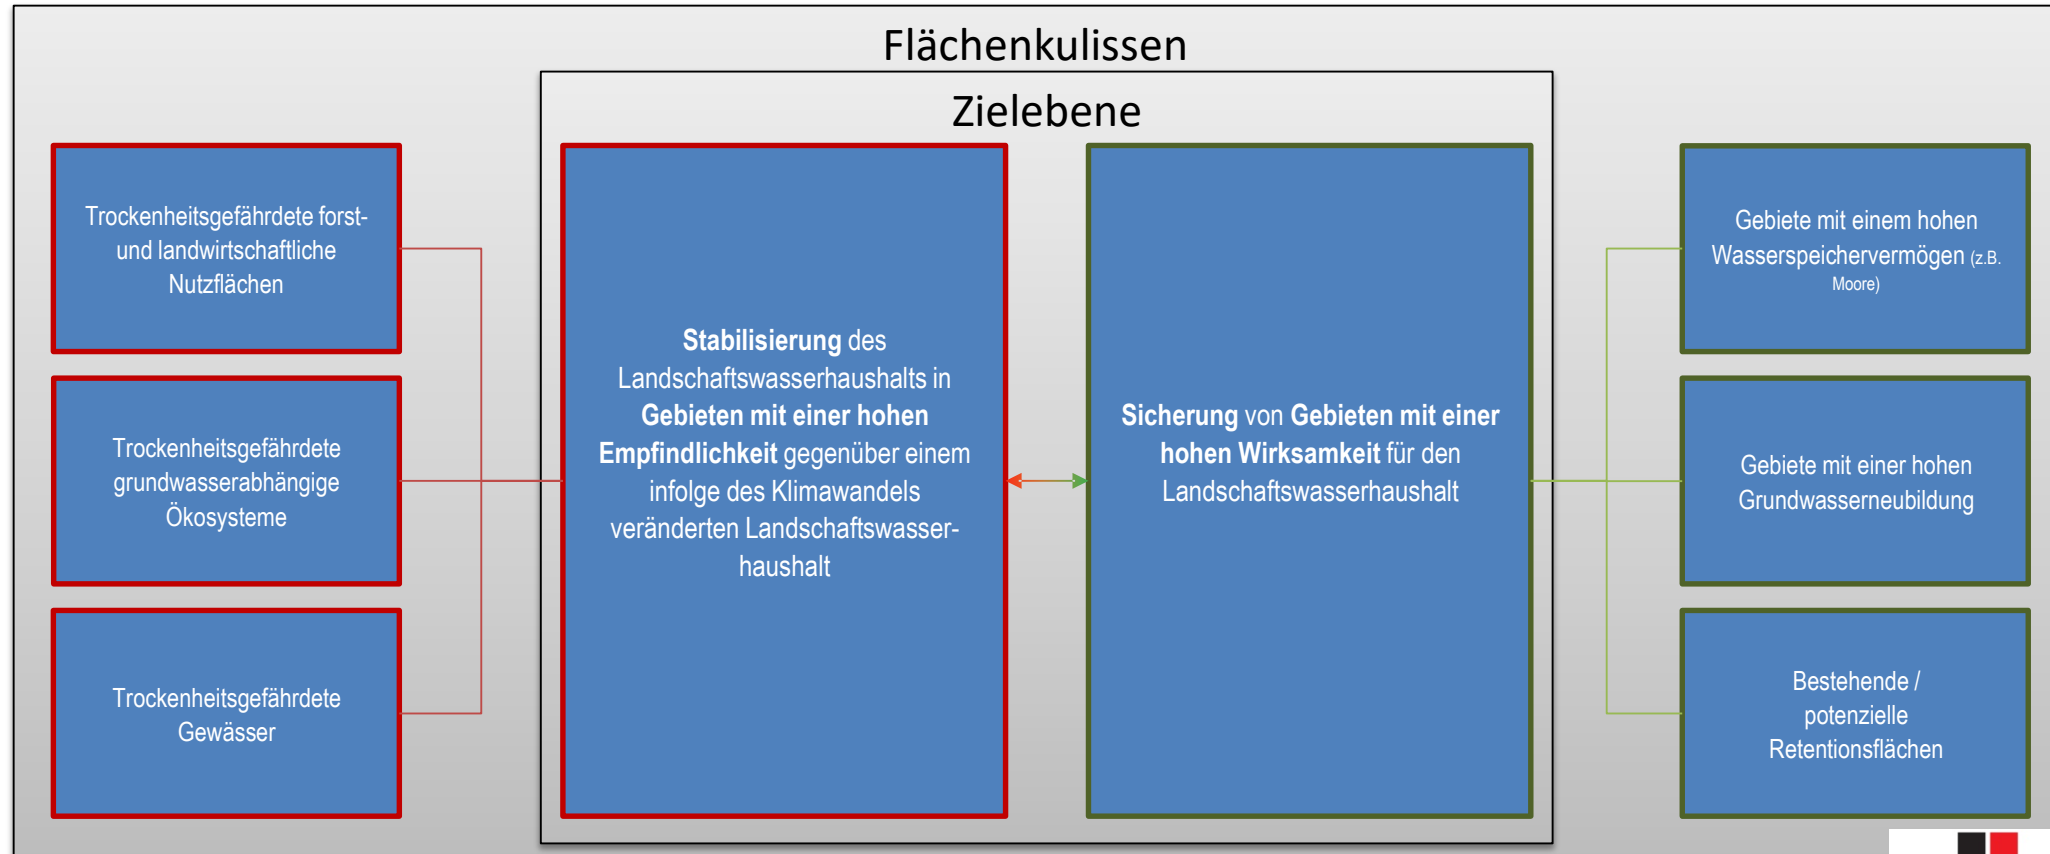 Flächenkulissen
Zielebene
Trockenheitsgefährdete forst-
und landwirtschaftliche
Nutzflächen
Trockenheitsgefährdete
grundwasserabhängige
Ökosysteme
Trockenheitsgefährdete
Gewässer
Stabilisierung des
Landschaftswasserhaushalts in
Gebieten mit einer hohen
Empfindlichkeit gegenüber einem
infolge des Klimawandels
veränderten Landschaftswasser-
haushalt
Sicherung von Gebieten mit einer
hohen Wirksamkeit für den
Landschaftswasserhaushalt
Gebiete mit einem hohen
Wasserspeichervermögen (z.B.
Moore)
Gebiete mit einer hohen
Grundwasserneubildung
Bestehende /
potenzielle
Retentionsflächen